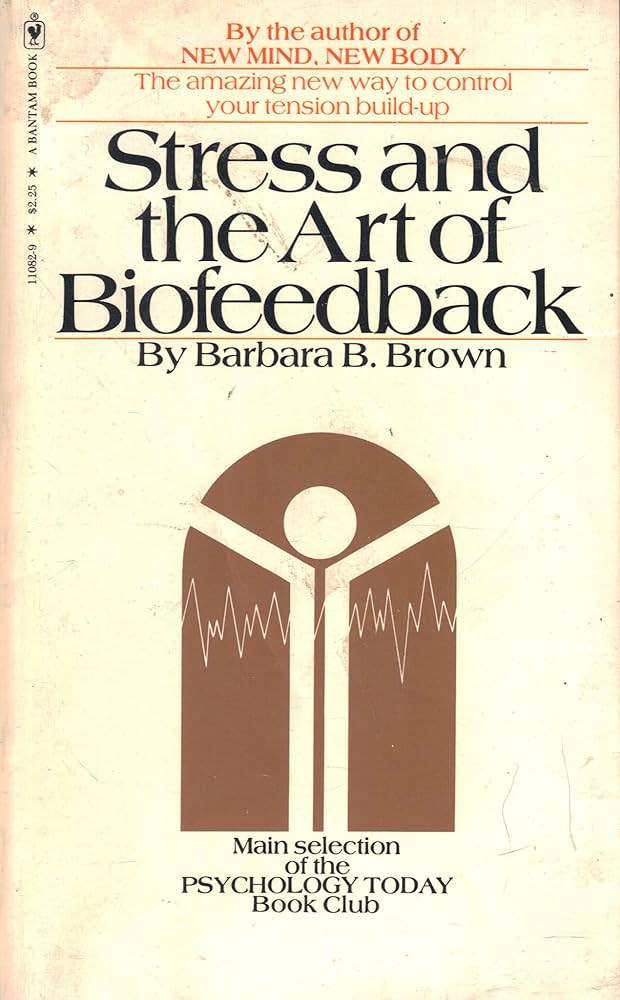 By the author of
NEW MIND, NEW BODY
The amazing new way to control
your tension build-up
Stress and
the Art of
Biofeedback
By Barbara B. Brown
Main selection
of the
PSYCHOLOGY TODAY
Book Club
11082-9 * $2.25 * A BANTAM BOOK ®